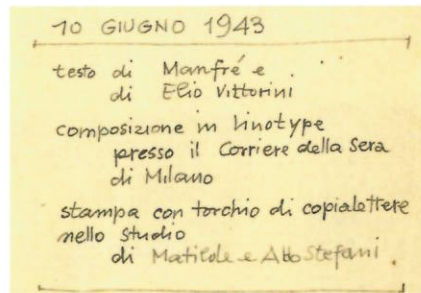 10 GIUGNO 1943
testo di Manfré e
di Elio Vittorini
composizione in linotype
presso il Corriere della Sera
di Milano
stampa con torchio di copialettere
nello studio
di Matilde e Stefani.